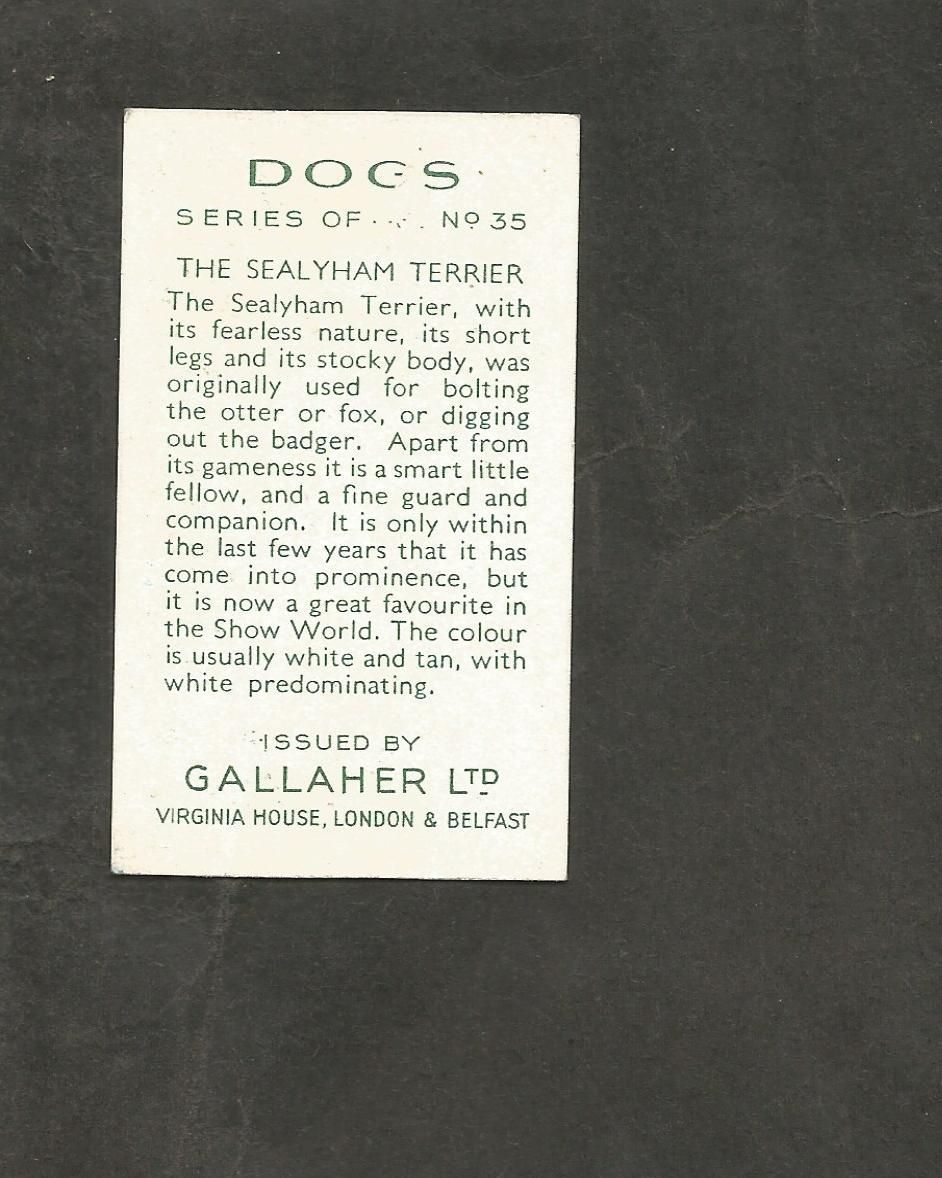 DOGS
SERIES OF Nº 35
THE SEALYHAM TERRIER
The Sealyham Terrier, with
its fearless nature, its short
legs and its stocky body, was
originally used for bolting
the otter or fox, or digging
out the badger. Apart from
its gameness it is a smart little
fellow, and a fine guard and
companion. It is only within
the last few years that it has
come into prominence, but
it is now a great favourite in
the Show World. The colour
is usually white and tan, with
white predominating.
ISSUED BY
GALLAHER LTD
VIRGINIA HOUSE, LONDON & BELFAST